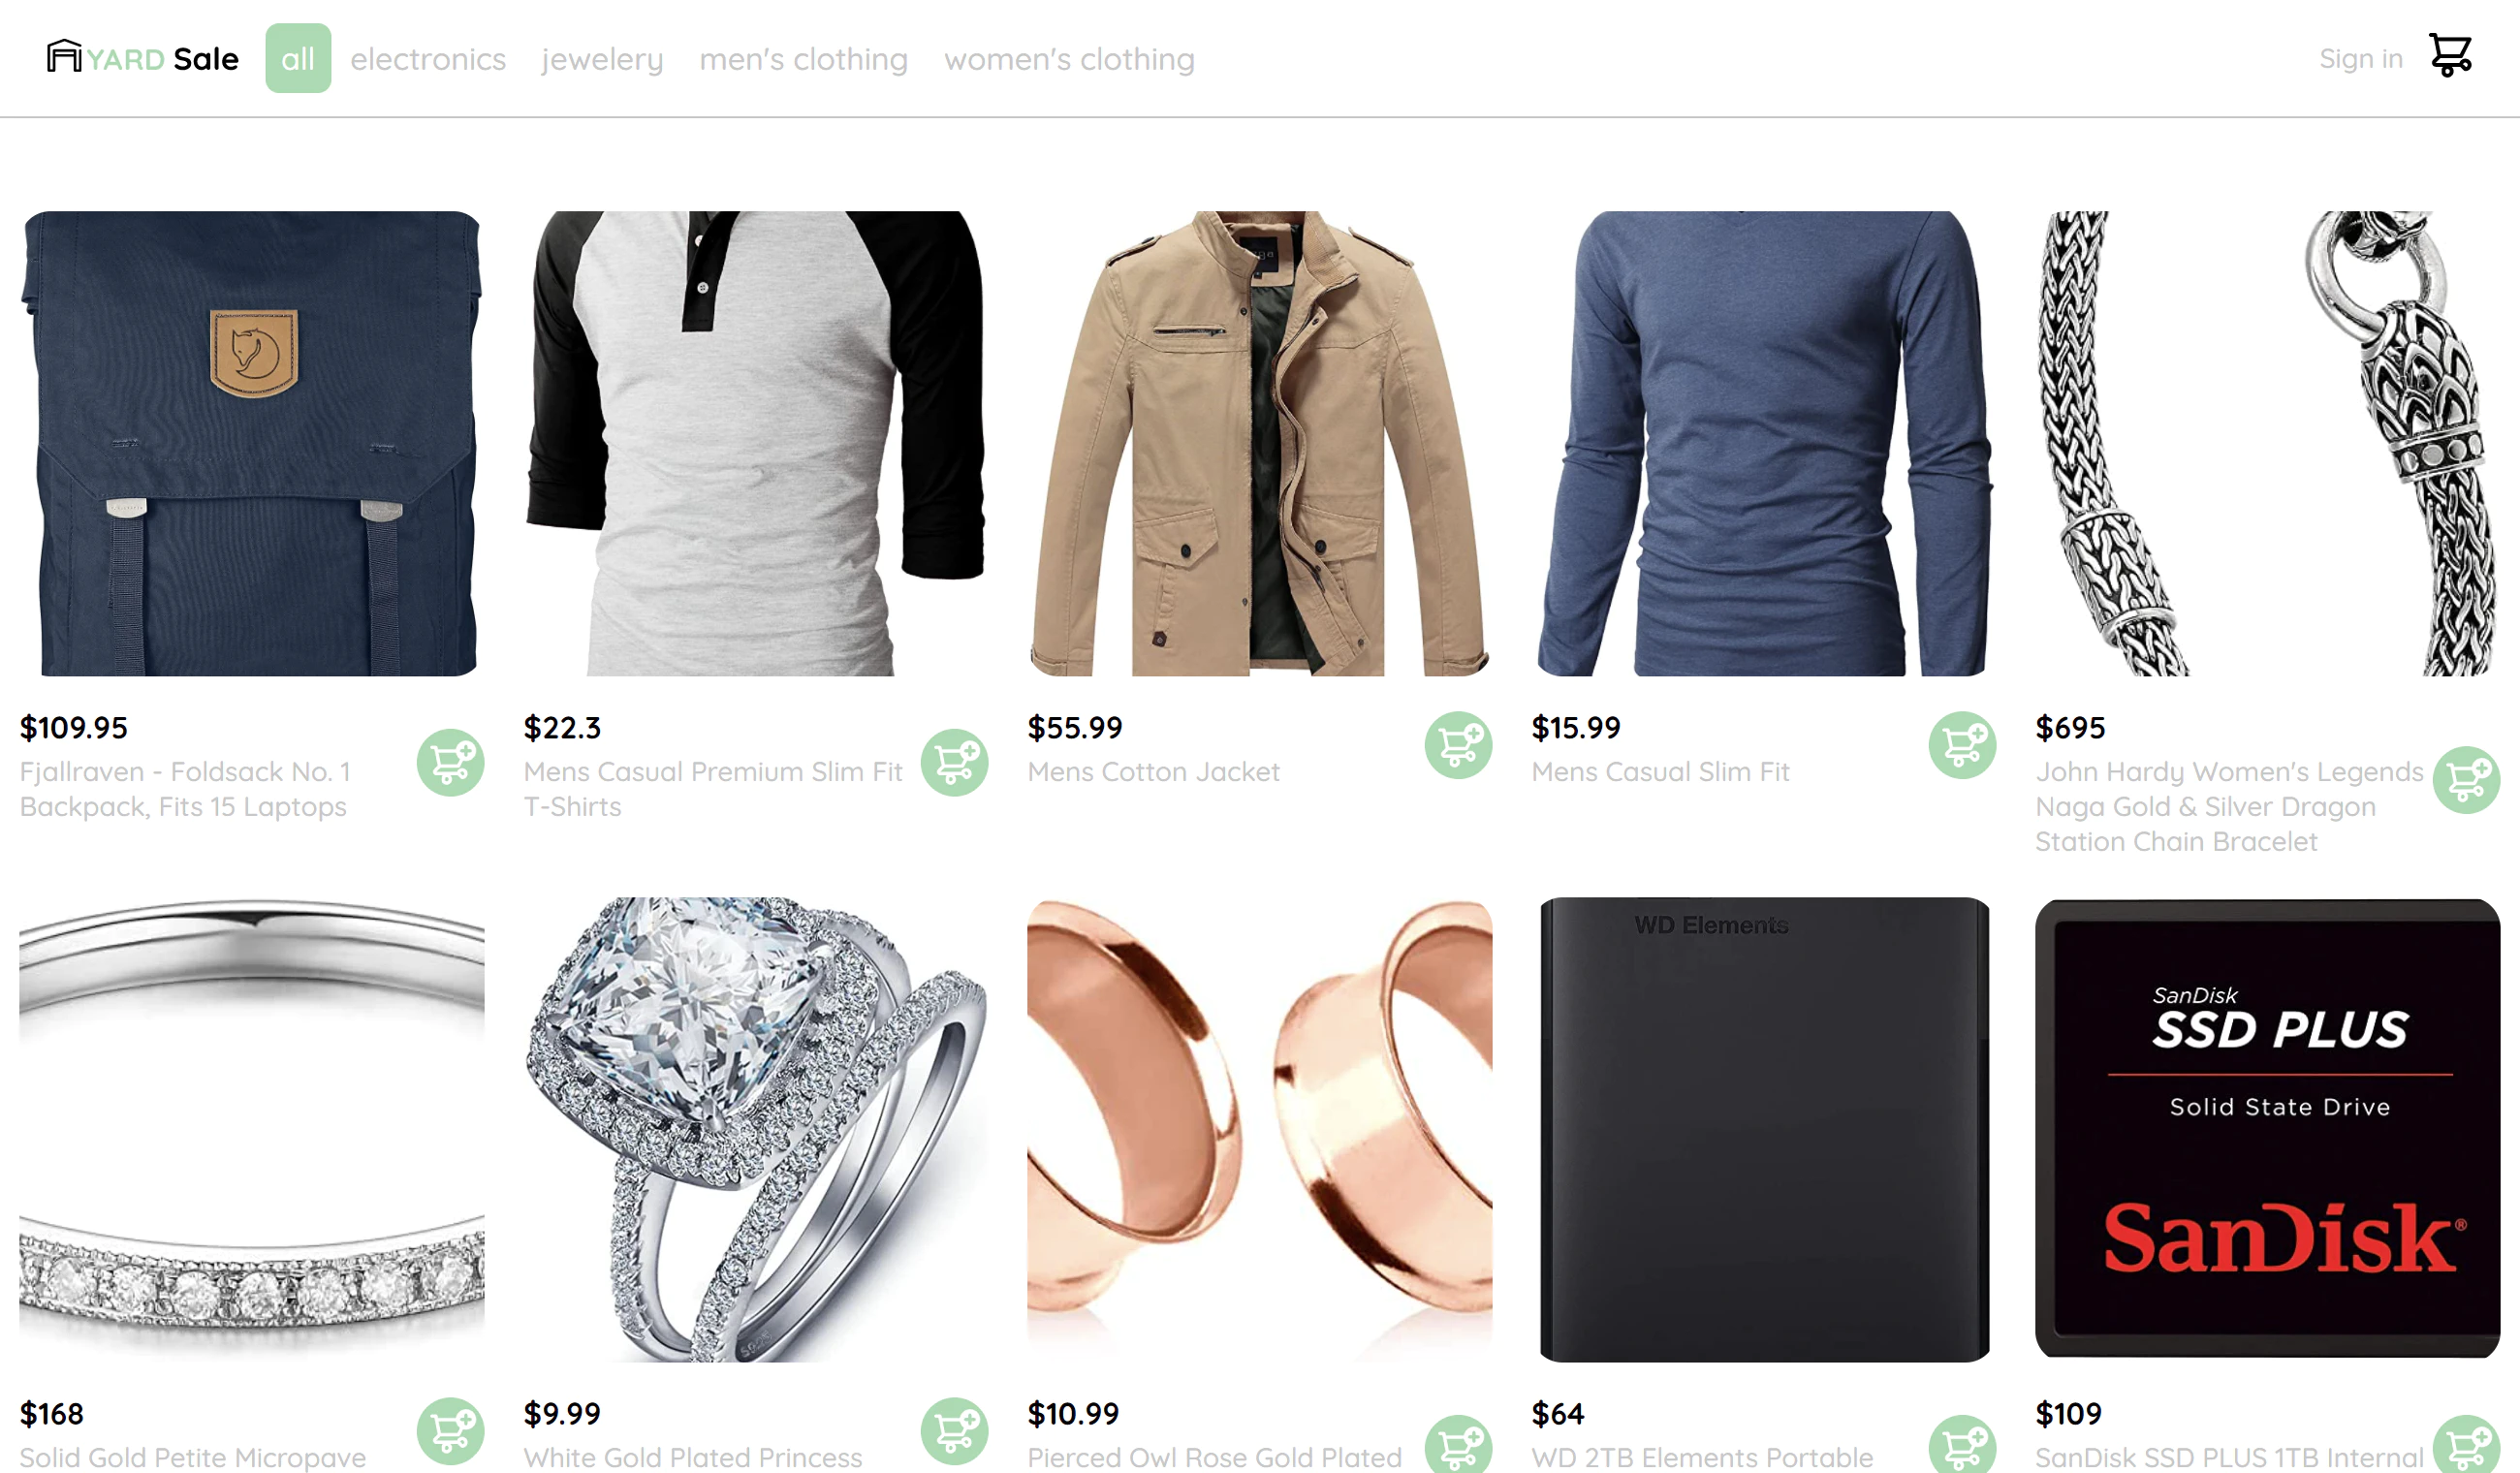 YARD Sale
all
electronics
jewelery
men's clothing
women's clothing
Sign in
$109.95
Fjallraven - Foldsack No. 1
Backpack, Fits 15 Laptops
$22.3
Mens Casual Premium Slim Fit
T-Shirts
$55.99
Mens Cotton Jacket
$15.99
Mens Casual Slim Fit
$695
John Hardy Women's Legends
Naga Gold & Silver Dragon
Station Chain Bracelet
WD Elements
SanDisk
SSD PLUS
Solid State Drive
SanDisk®
$168
Solid Gold Petite Micropave
$9.99
White Gold Plated Princess
$10.99
Pierced Owl Rose Gold Plated
$64
WD 2TB Elements Portable
$109
SanDisk SSD PLUS 1TB Internal